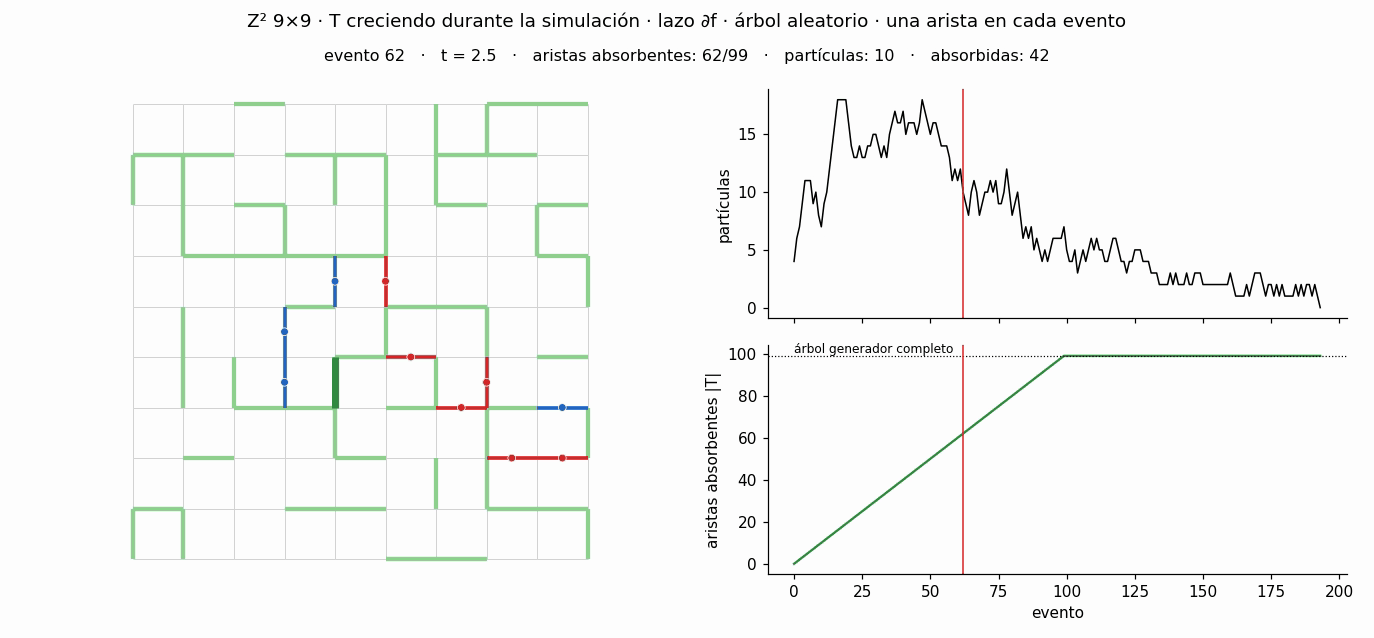 Z² 9×9 · T creciendo durante la simulación · lazo ∂f · árbol aleatorio · una arista en cada evento
evento 62 · t = 2.5 · aristas absorbentes: 62/99 · partículas: 10 · absorbidas: 42
partículas
15
10
5
0
aristas absorbentes |T|
100
80
60
40
20
0
árbol generador completo
0 25 50 75 100 125 150 175 200
evento